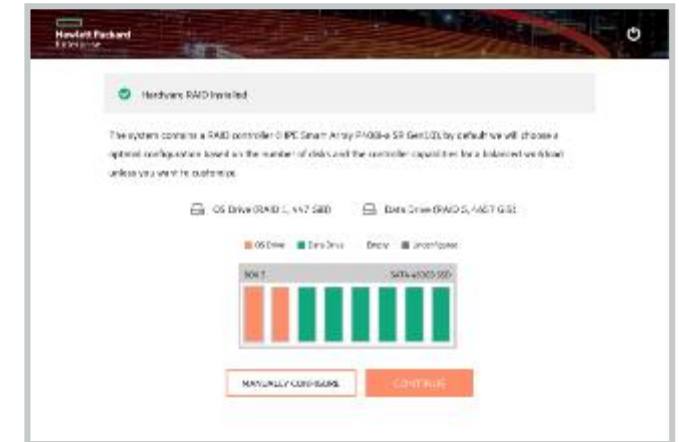 Hewlett Packard
Enterprise
Hardware RAID Installed
The system contains a RAID controller (HPE Smart Array P408i-a SR Gen10), by default we will choose a
optimal configuration based on the number of disks and the controller capabilities for a balanced workload
unless you want to customize.
OS Drive (RAID 1, 447 GiB) Data Drive (RAID 5, GiB)
OS Drive Data Drive Empty Unconfigured
BOX SATA SSD
MANUALLY CONFIGURE CONTINUE